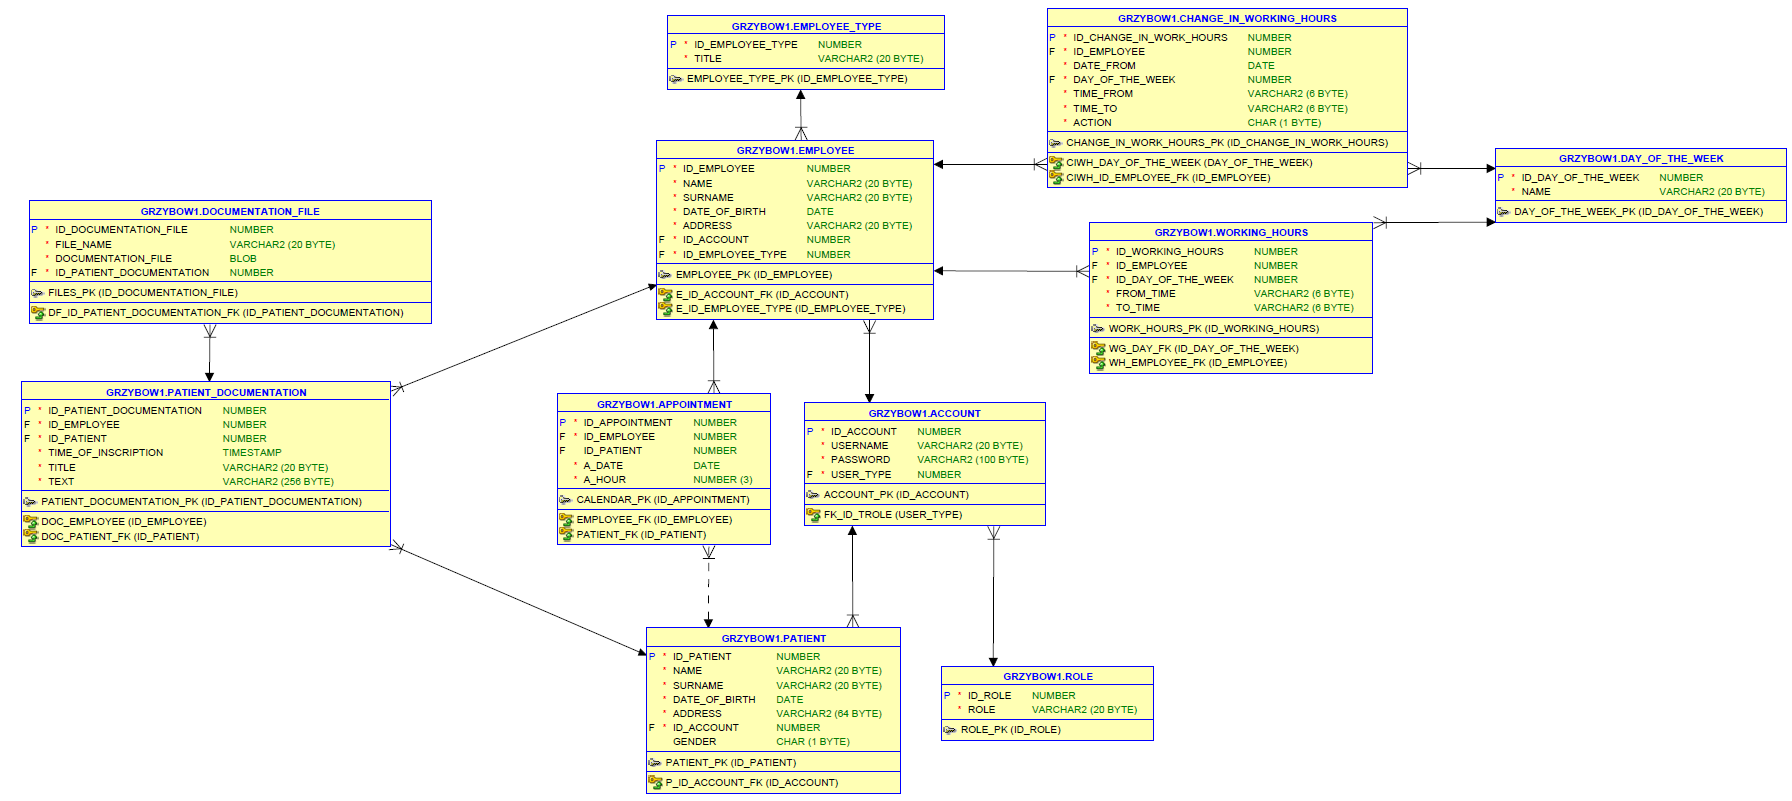 GRZYBOW1.EMPLOYEE_TYPE
P * ID_EMPLOYEE_TYPE NUMBER
* TITLE VARCHAR2 (20 BYTE)
EMPLOYEE_TYPE_PK (ID_EMPLOYEE_TYPE)
GRZYBOW1.CHANGE_IN_WORKING_HOURS
P * ID_CHANGE_IN_WORK_HOURS NUMBER
F * ID_EMPLOYEE NUMBER
* DATE_FROM DATE
F * DAY_OF_THE_WEEK NUMBER
* TIME_FROM VARCHAR2 (6 BYTE)
* TIME_TO VARCHAR2 (6 BYTE)
* ACTION CHAR (1 BYTE)
CHANGE_IN_WORK_HOURS_PK (ID_CHANGE_IN_WORK_HOURS)
CIWH_DAY_OF_THE_WEEK (DAY_OF_THE_WEEK)
CIWH_ID_EMPLOYEE_FK (ID_EMPLOYEE)
GRZYBOW1.EMPLOYEE
P * ID_EMPLOYEE NUMBER
* NAME VARCHAR2 (20 BYTE)
* SURNAME VARCHAR2 (20 BYTE)
* DATE_OF_BIRTH DATE
* ADDRESS VARCHAR2 (20 BYTE)
F * ID_ACCOUNT NUMBER
F * ID_EMPLOYEE_TYPE NUMBER
EMPLOYEE_PK (ID_EMPLOYEE)
E_ID_ACCOUNT_FK (ID_ACCOUNT)
E_ID_EMPLOYEE_TYPE (ID_EMPLOYEE_TYPE)
GRZYBOW1.DAY_OF_THE_WEEK
P * ID_DAY_OF_THE_WEEK NUMBER
* NAME VARCHAR2 (20 BYTE)
DAY_OF_THE_WEEK_PK (ID_DAY_OF_THE_WEEK)
GRZYBOW1.DOCUMENTATION_FILE
P * ID_DOCUMENTATION_FILE NUMBER
* FILE_NAME VARCHAR2 (20 BYTE)
* DOCUMENTATION_FILE BLOB
F * ID_PATIENT_DOCUMENTATION NUMBER
FILES_PK (ID_DOCUMENTATION_FILE)
DF_ID_PATIENT_DOCUMENTATION_FK (ID_PATIENT_DOCUMENTATION)
GRZYBOW1.WORKING_HOURS
P * ID_WORKING_HOURS NUMBER
F * ID_EMPLOYEE NUMBER
F * ID_DAY_OF_THE_WEEK NUMBER
* FROM_TIME VARCHAR2 (6 BYTE)
* TO_TIME VARCHAR2 (6 BYTE)
WORK_HOURS_PK (ID_WORKING_HOURS)
WG_DAY_FK (ID_DAY_OF_THE_WEEK)
WH_EMPLOYEE_FK (ID_EMPLOYEE)
GRZYBOW1.PATIENT_DOCUMENTATION
P * ID_PATIENT_DOCUMENTATION NUMBER
F * ID_EMPLOYEE NUMBER
F * ID_PATIENT NUMBER
* TIME_OF_INSCRIPTION TIMESTAMP
* TITLE VARCHAR2 (20 BYTE)
* TEXT VARCHAR2 (256 BYTE)
PATIENT_DOCUMENTATION_PK (ID_PATIENT_DOCUMENTATION)
DOC_EMPLOYEE (ID_EMPLOYEE)
DOC_PATIENT_FK (ID_PATIENT)
GRZYBOW1.APPOINTMENT
P * ID_APPOINTMENT NUMBER
F * ID_EMPLOYEE NUMBER
F ID_PATIENT NUMBER
* A_DATE DATE
* A_HOUR NUMBER (3)
CALENDAR_PK (ID_APPOINTMENT)
EMPLOYEE_FK (ID_EMPLOYEE)
PATIENT_FK (ID_PATIENT)
GRZYBOW1.ACCOUNT
P * ID_ACCOUNT NUMBER
* USERNAME VARCHAR2 (20 BYTE)
* PASSWORD VARCHAR2 (100 BYTE)
F * USER_TYPE NUMBER
ACCOUNT_PK (ID_ACCOUNT)
FK_ID_TROLE (USER_TYPE)
GRZYBOW1.PATIENT
P * ID_PATIENT NUMBER
* NAME VARCHAR2 (20 BYTE)
* SURNAME VARCHAR2 (20 BYTE)
* DATE_OF_BIRTH DATE
* ADDRESS VARCHAR2 (64 BYTE)
F * ID_ACCOUNT NUMBER
GENDER CHAR (1 BYTE)
PATIENT_PK (ID_PATIENT)
P_ID_ACCOUNT_FK (ID_ACCOUNT)
GRZYBOW1.ROLE
P * ID_ROLE NUMBER
* ROLE VARCHAR2 (20 BYTE)
ROLE_PK (ID_ROLE)